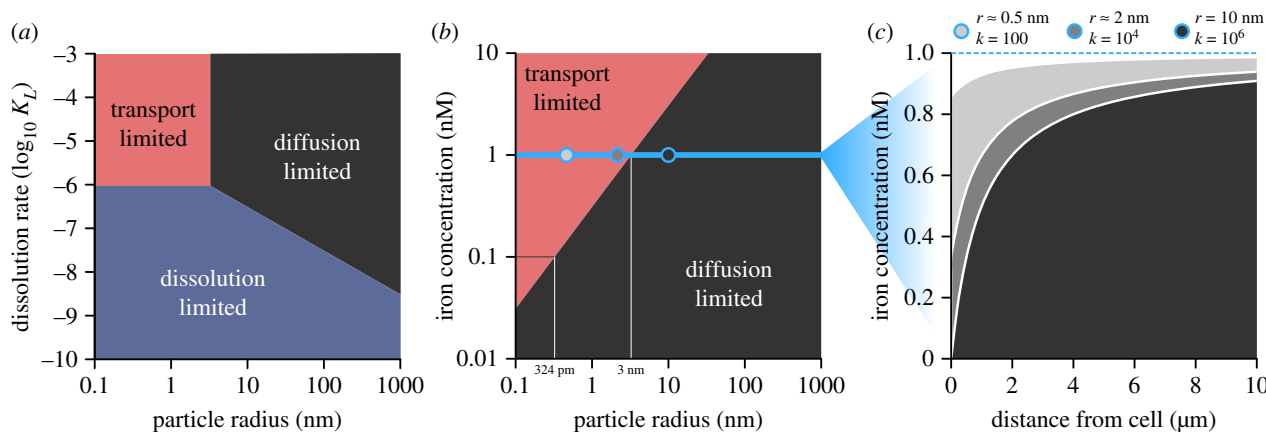 (a)
dissolution rate (log10 KL)
–3
–4
–5
–6
–7
–8
–9
–10
transport
limited
diffusion
limited
dissolution
limited
0.1
1
10
100
1000
particle radius (nm)
(b)
iron concentration (nM)
10
1
0.1
0.01
transport
limited
diffusion
limited
324 pm
3 nm
0.1
1
10
100
1000
particle radius (nm)
(c)
r ≈ 0.5 nm
k = 100
r ≈ 2 nm
k = 10⁴
r = 10 nm
k = 10⁶
iron concentration (nM)
1.0
0.8
0.6
0.4
0.2
0
0
2
4
6
8
10
distance from cell (µm)